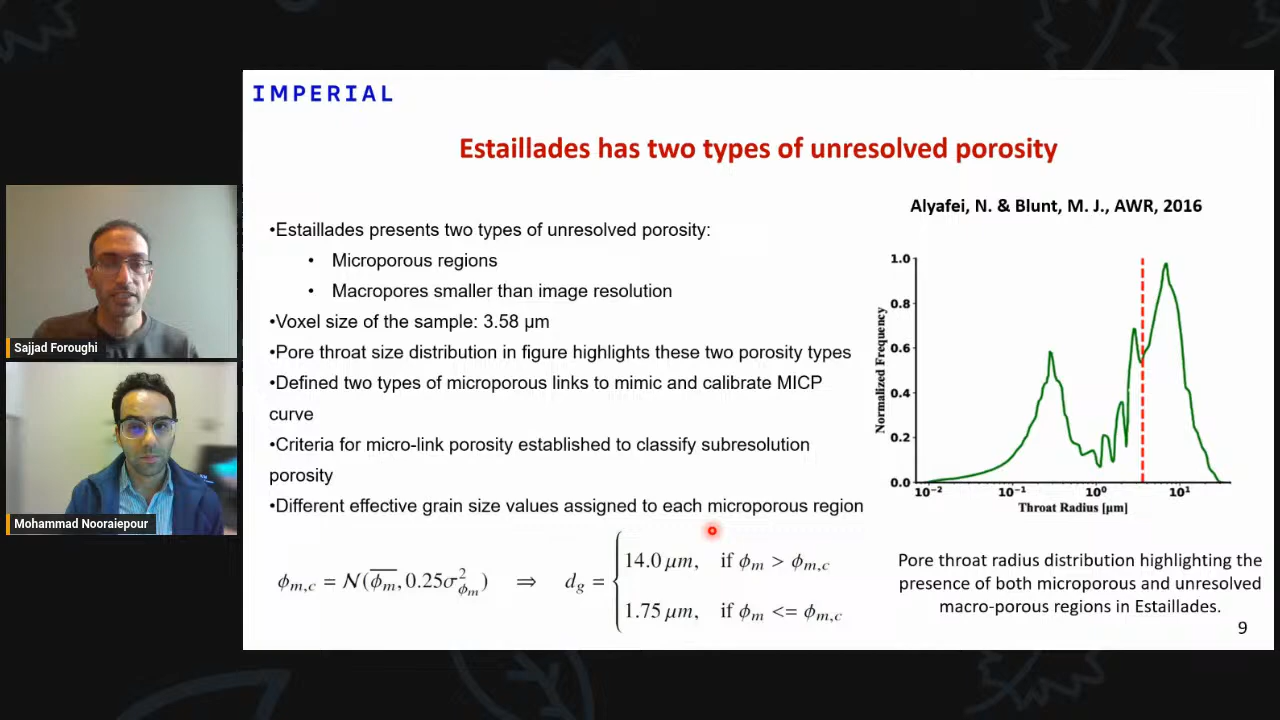 IMPERIAL
Estaillades has two types of unresolved porosity
•Estaillades presents two types of unresolved porosity:
• Microporous regions
• Macropores smaller than image resolution
•Voxel size of the sample: 3.58 µm
•Pore throat size distribution in figure highlights these two porosity types
•Defined two types of microporous links to mimic and calibrate MICP
curve
•Criteria for micro-link porosity established to classify subresolution
porosity
•Different effective grain size values assigned to each microporous region
ϕm,c = N(ϕ̅m, 0.25σ²ϕm) ⇒ dg = { 14.0 µm, if ϕm > ϕm,c
1.75 µm, if ϕm <= ϕm,c
Alyafei, N. & Blunt, M. J., AWR, 2016
Normalized Frequency
1.0
0.8
0.6
0.4
0.2
0.0
10⁻² 10⁻¹ 10⁰ 10¹
Throat Radius [µm]
Pore throat radius distribution highlighting the
presence of both microporous and unresolved
macro-porous regions in Estaillades.
9
Sajjad Foroughi
Mohammad Nooraiepour